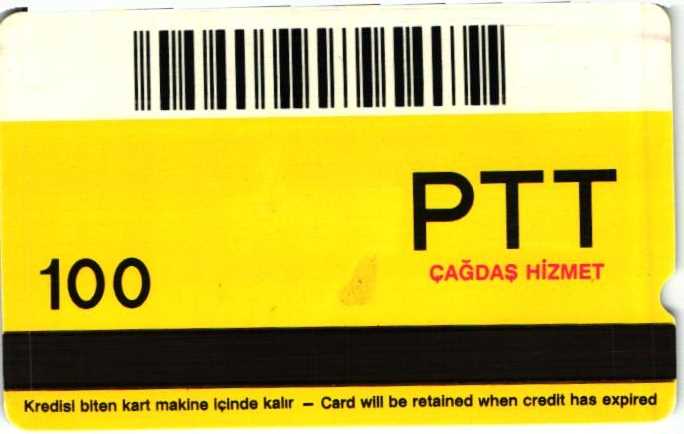 PTT
ÇAĞDAŞ HİZMET
100
Kredisi biten kart makine içinde kalır – Card will be retained when credit has expired